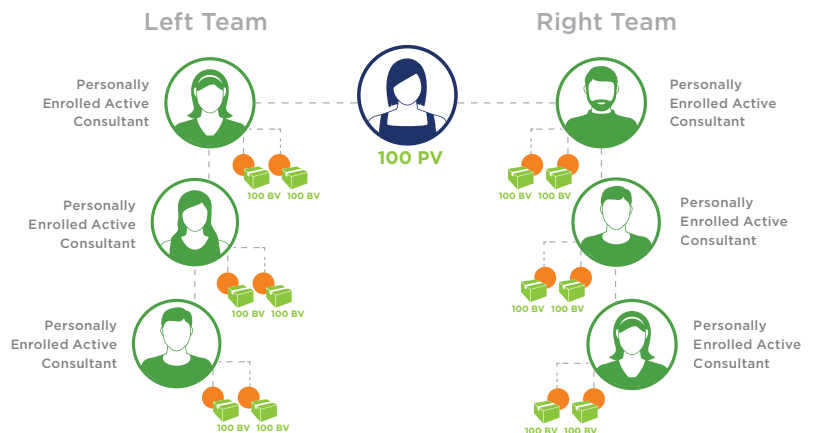 Left Team
Right Team
Personally
Enrolled Active
Consultant
100 PV
Personally
Enrolled Active
Consultant
100 BV 100 BV
100 BV 100 BV
Personally
Enrolled Active
Consultant
Personally
Enrolled Active
Consultant
100 BV 100 BV
100 BV 100 BV
Personally
Enrolled Active
Consultant
Personally
Enrolled Active
Consultant
100 BV 100 BV
100 BV 100 BV